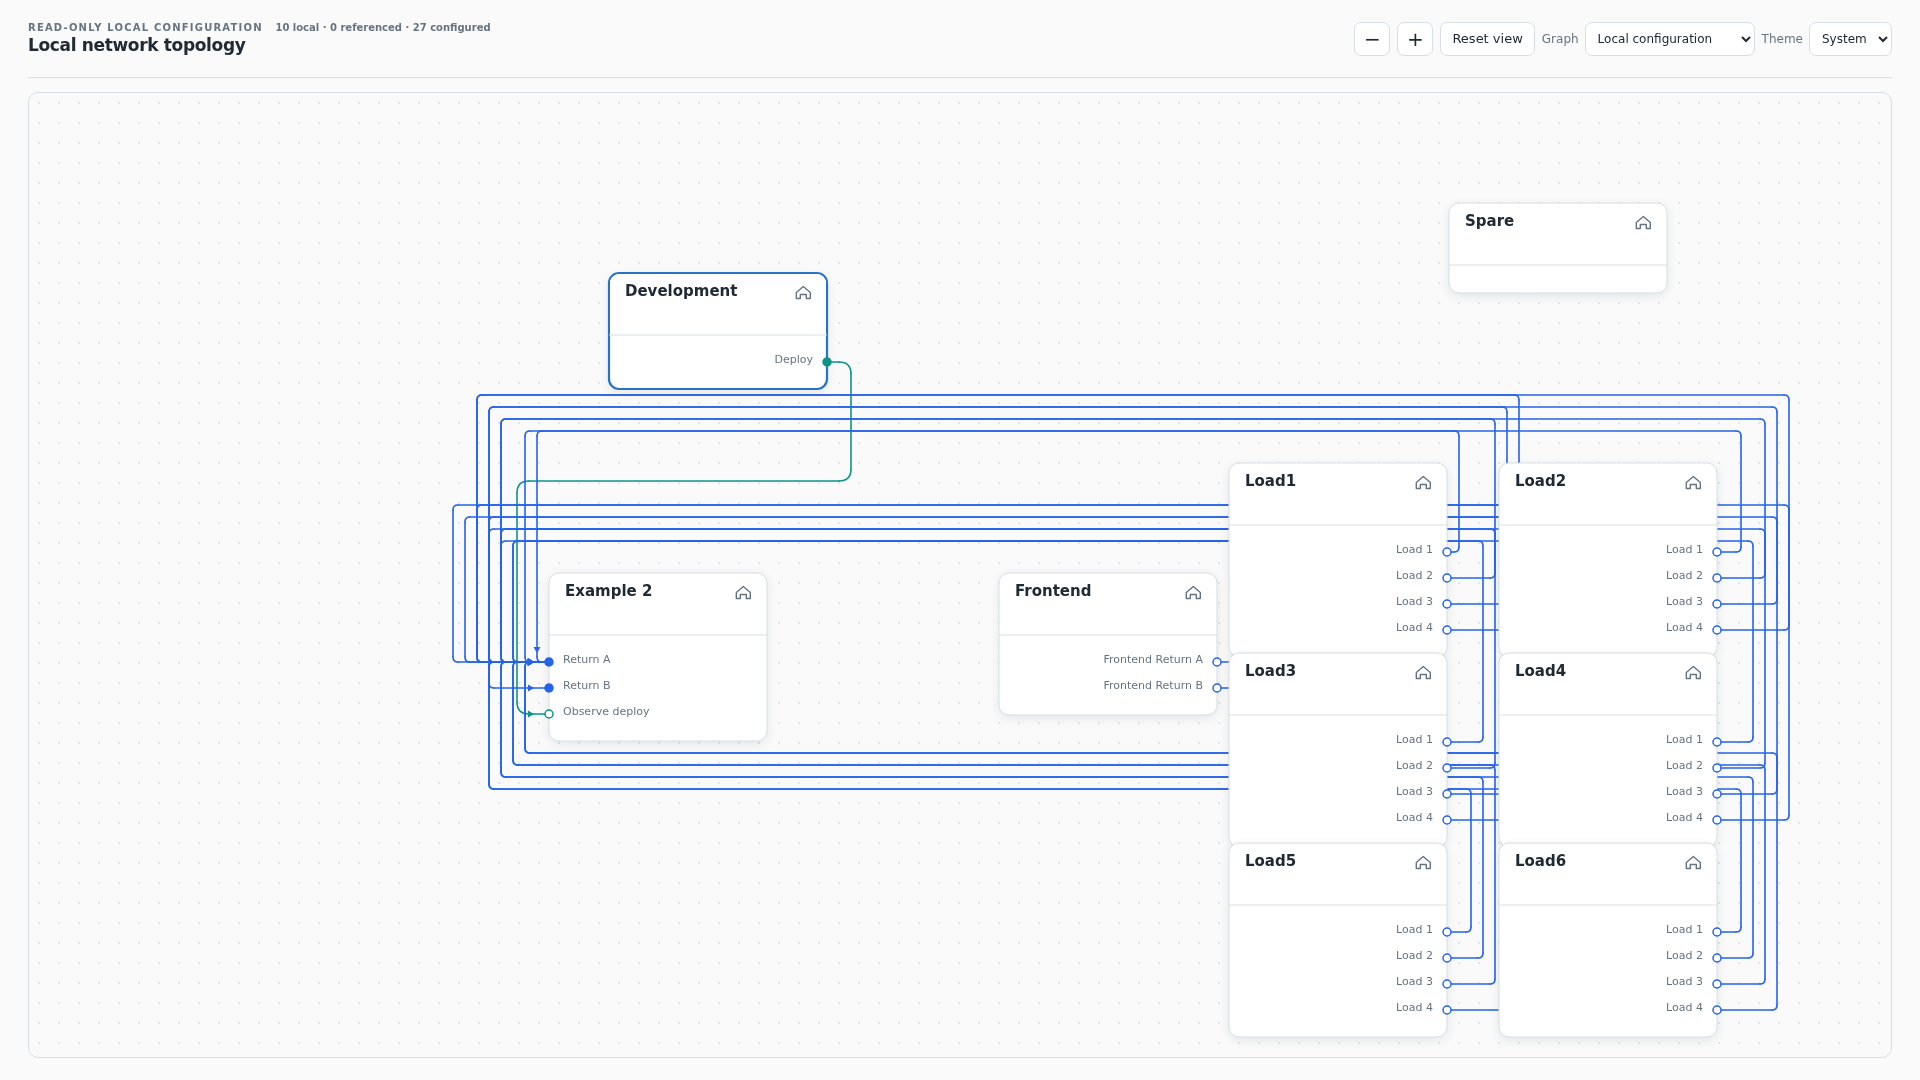 READ-ONLY LOCAL CONFIGURATION 10 local · 0 referenced · 27 configured
Local network topology
− + Reset view Graph Local configuration Theme System
Spare
Development
Deploy
Load1
Load 1
Load 2
Load 3
Load 4
Load2
Load 1
Load 2
Load 3
Load 4
Example 2
Return A
Return B
Observe deploy
Frontend
Frontend Return A
Frontend Return B
Load3
Load 1
Load 2
Load 3
Load 4
Load4
Load 1
Load 2
Load 3
Load 4
Load5
Load 1
Load 2
Load 3
Load 4
Load6
Load 1
Load 2
Load 3
Load 4